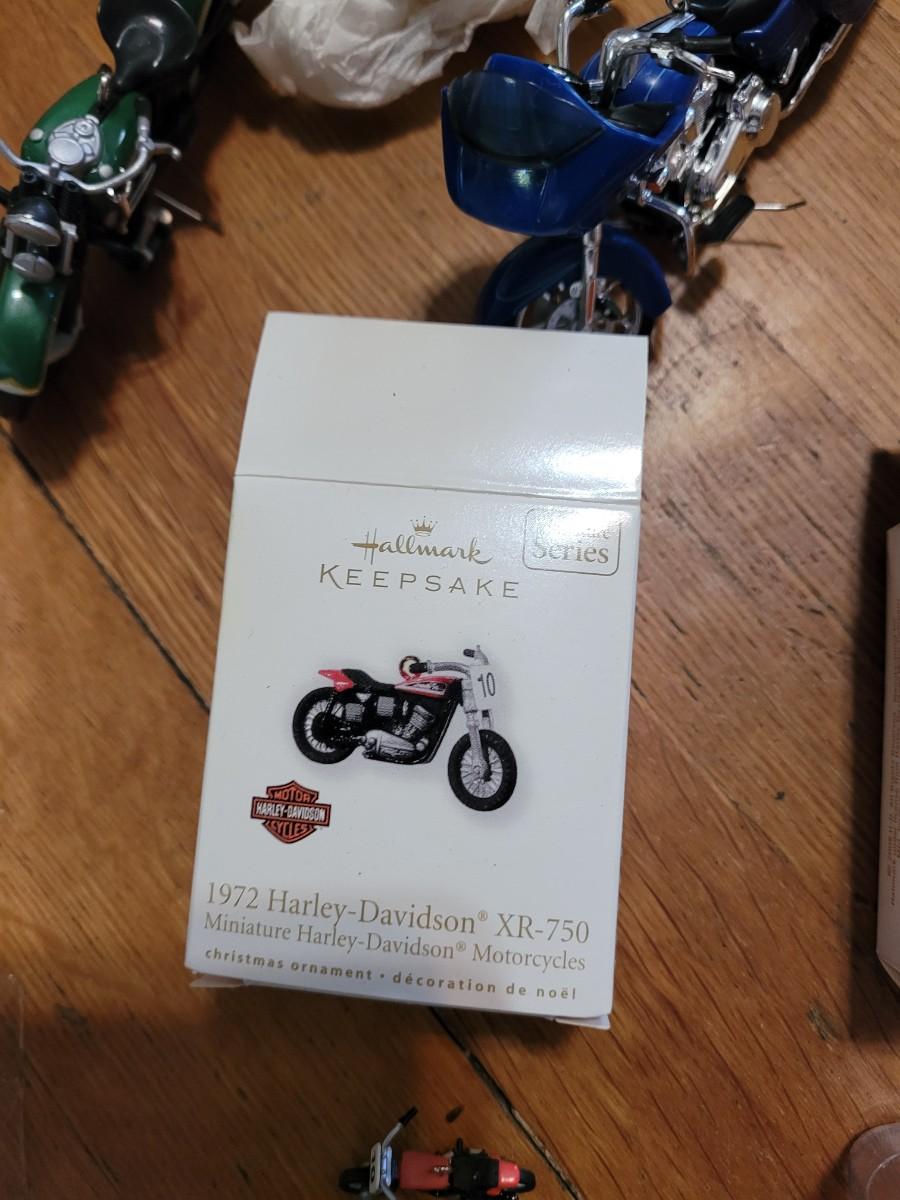 Hallmark
KEEPSAKE
Series
10
MOTOR
HARLEY-DAVIDSON
CYCLES
1972 Harley-Davidson® XR-750
Miniature Harley-Davidson® Motorcycles
christmas ornament • décoration de noël